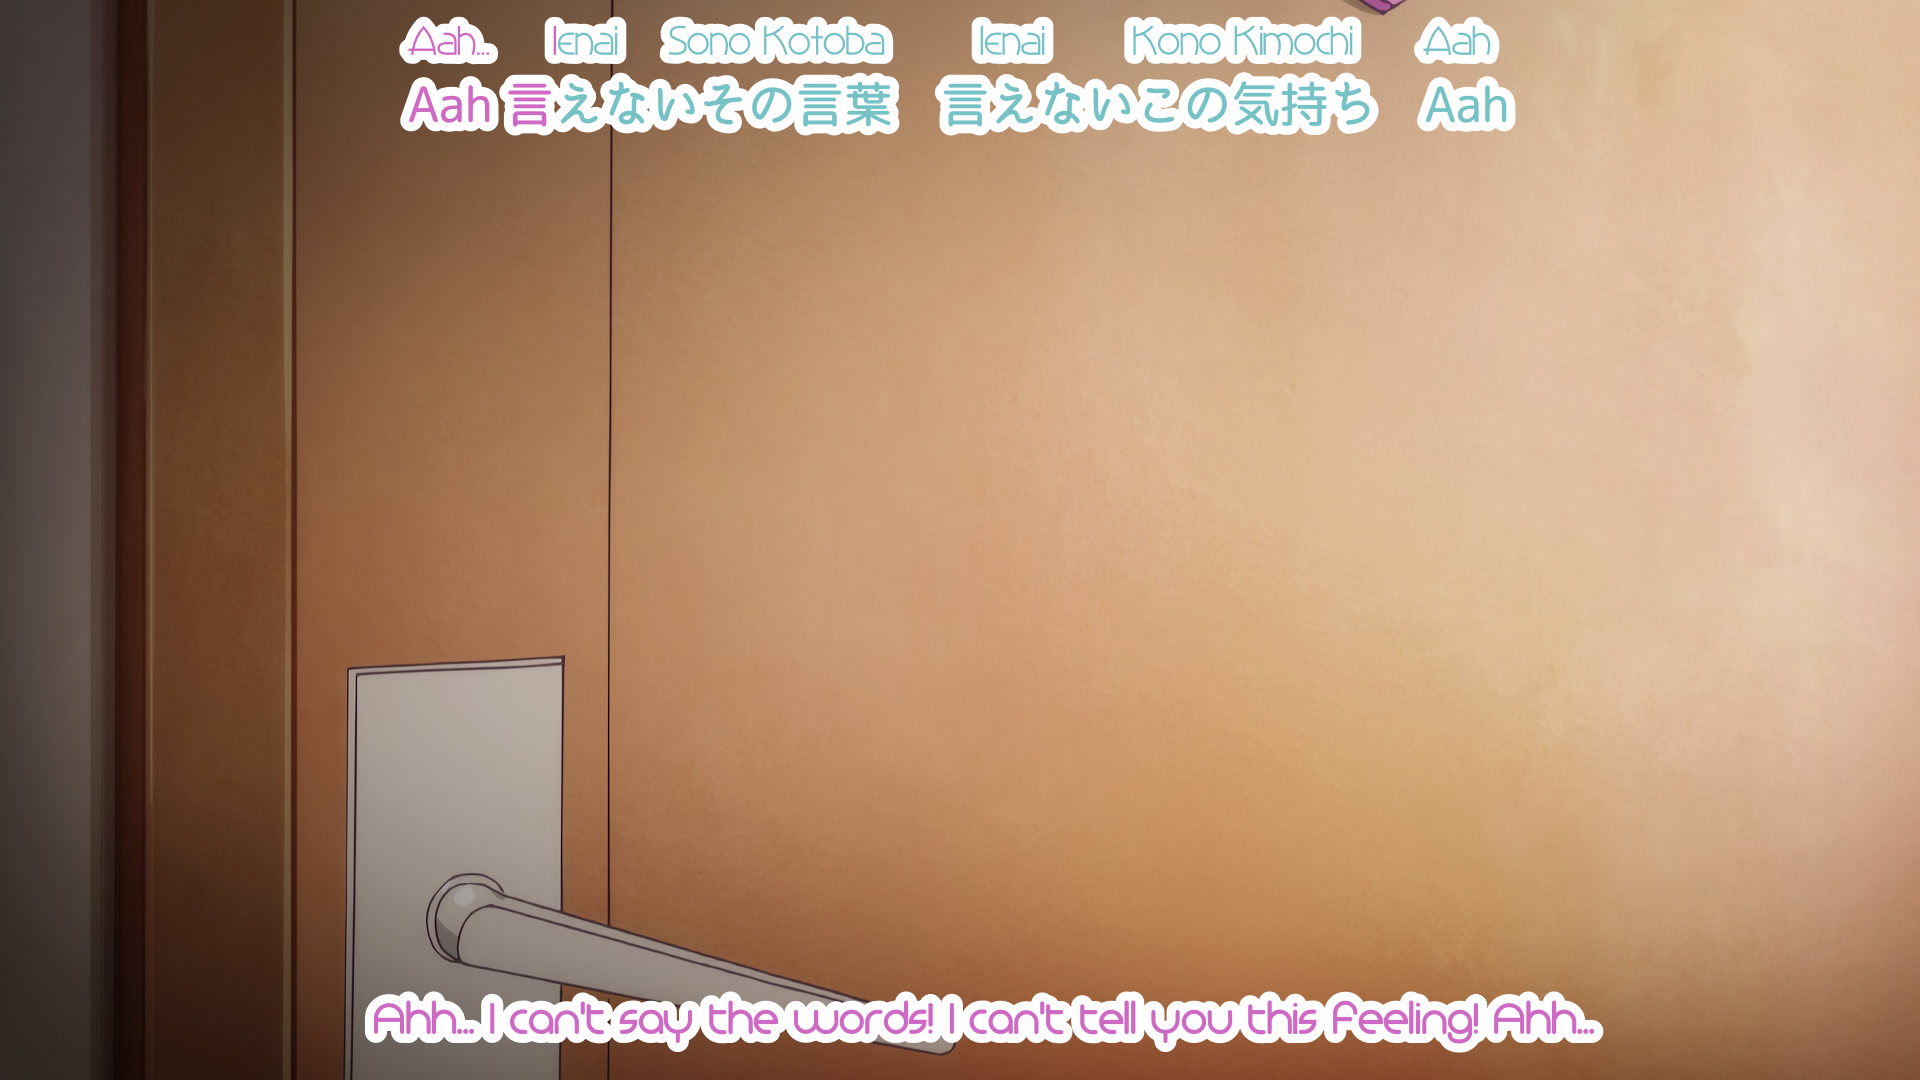 Aah... Ienai Sono Kotoba Ienai Kono Kimochi Aah
Aah 言えないその言葉　言えないこの気持ち　Aah
Ahh... I can't say the words! I can't tell you this feeling! Ahh...